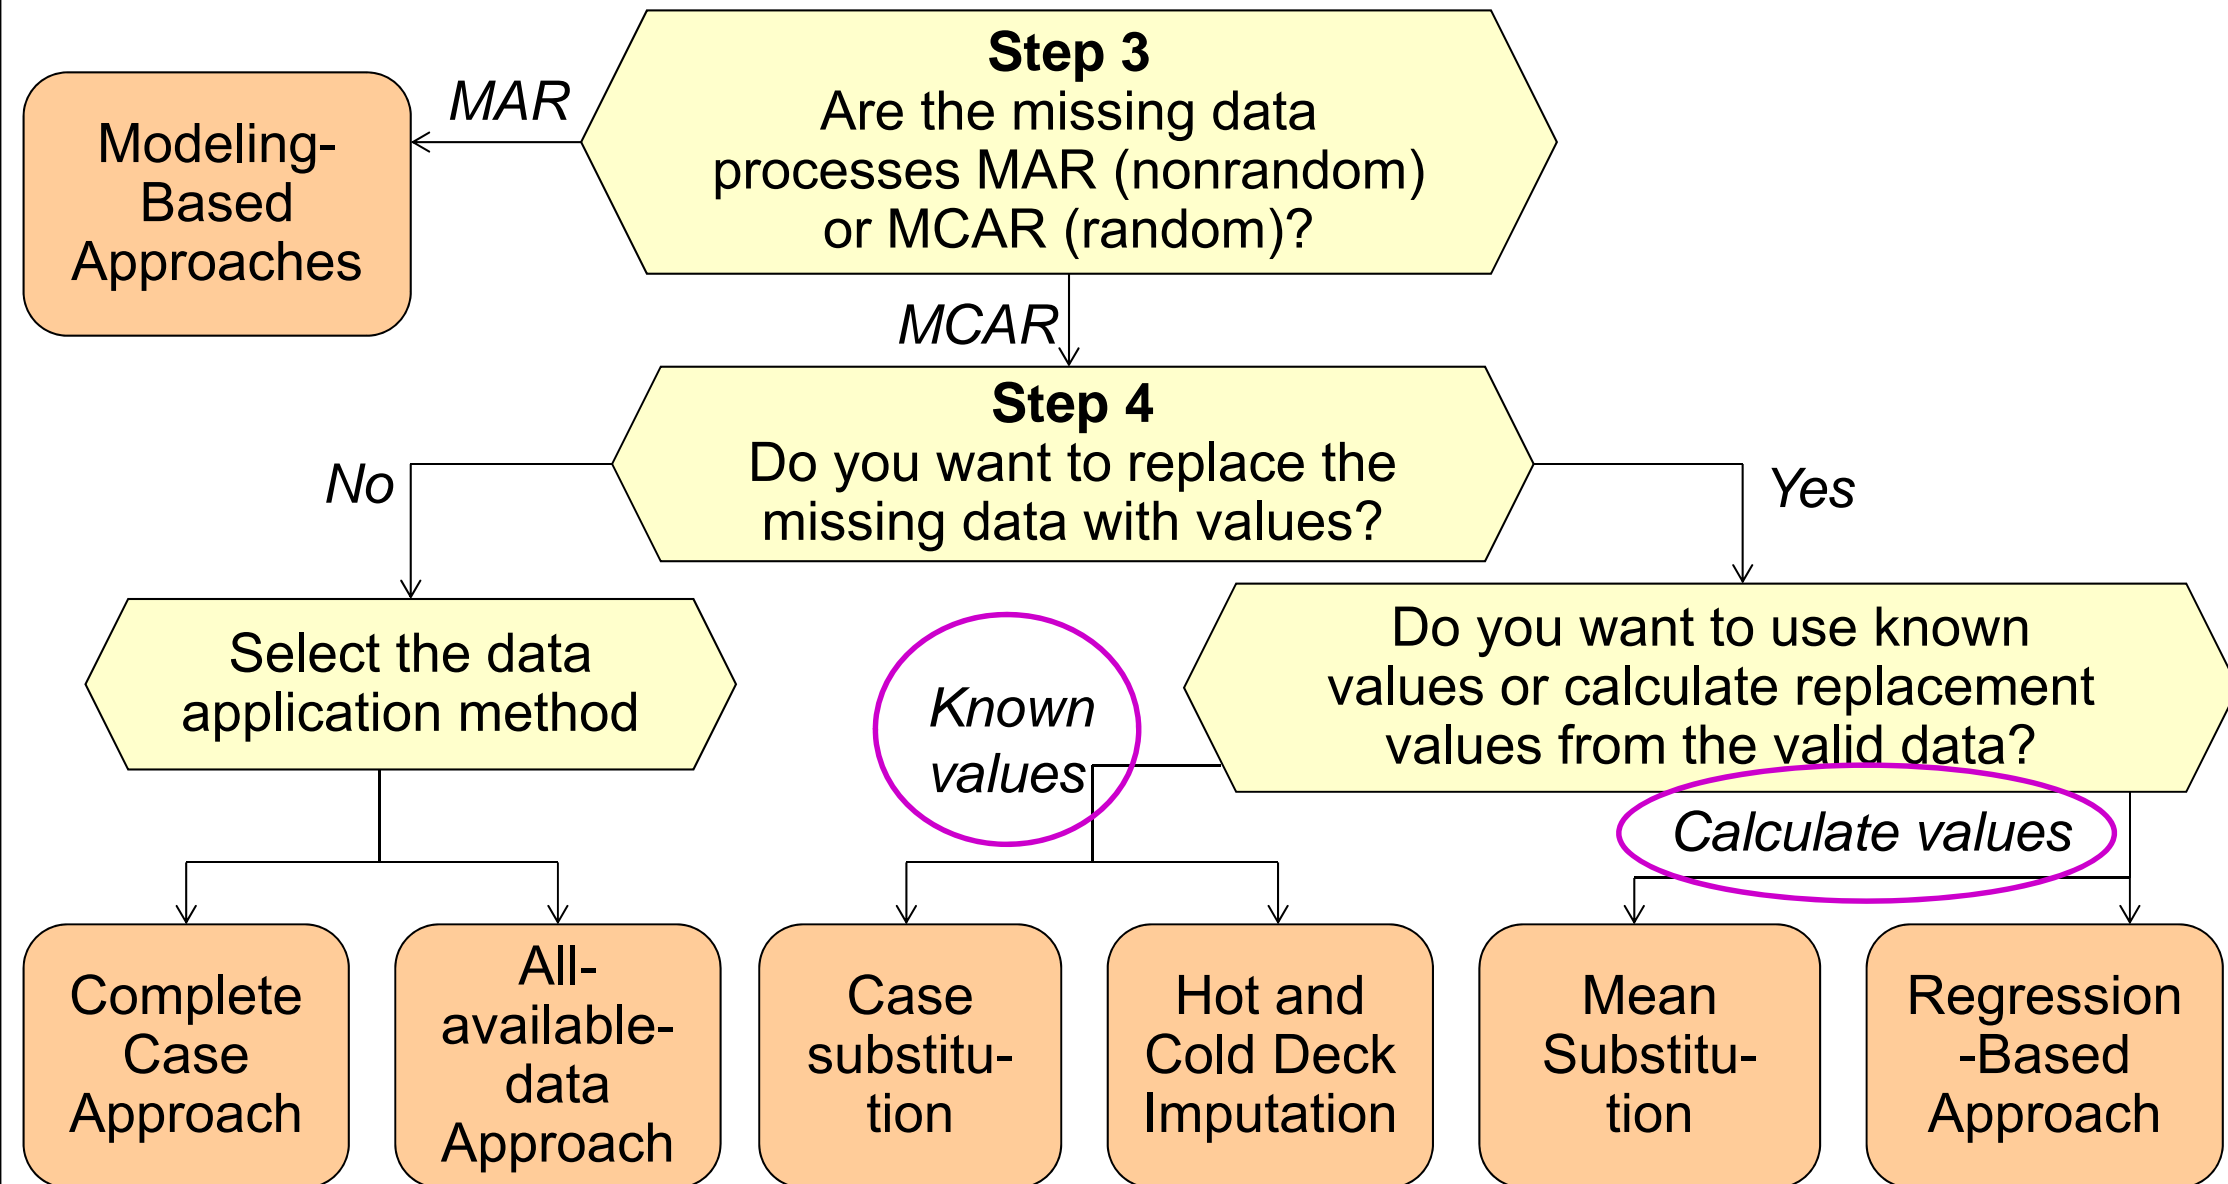 Step 3
Are the missing data
processes MAR (nonrandom)
or MCAR (random)?
MAR
Modeling-
Based
Approaches
MCAR
Step 4
Do you want to replace the
missing data with values?
No
Yes
Select the data
application method
Do you want to use known
values or calculate replacement
values from the valid data?
Known
values
Calculate values
Complete
Case
Approach
All-
available-
data
Approach
Case
substitu-
tion
Hot and
Cold Deck
Imputation
Mean
Substitu-
tion
Regression
-Based
Approach